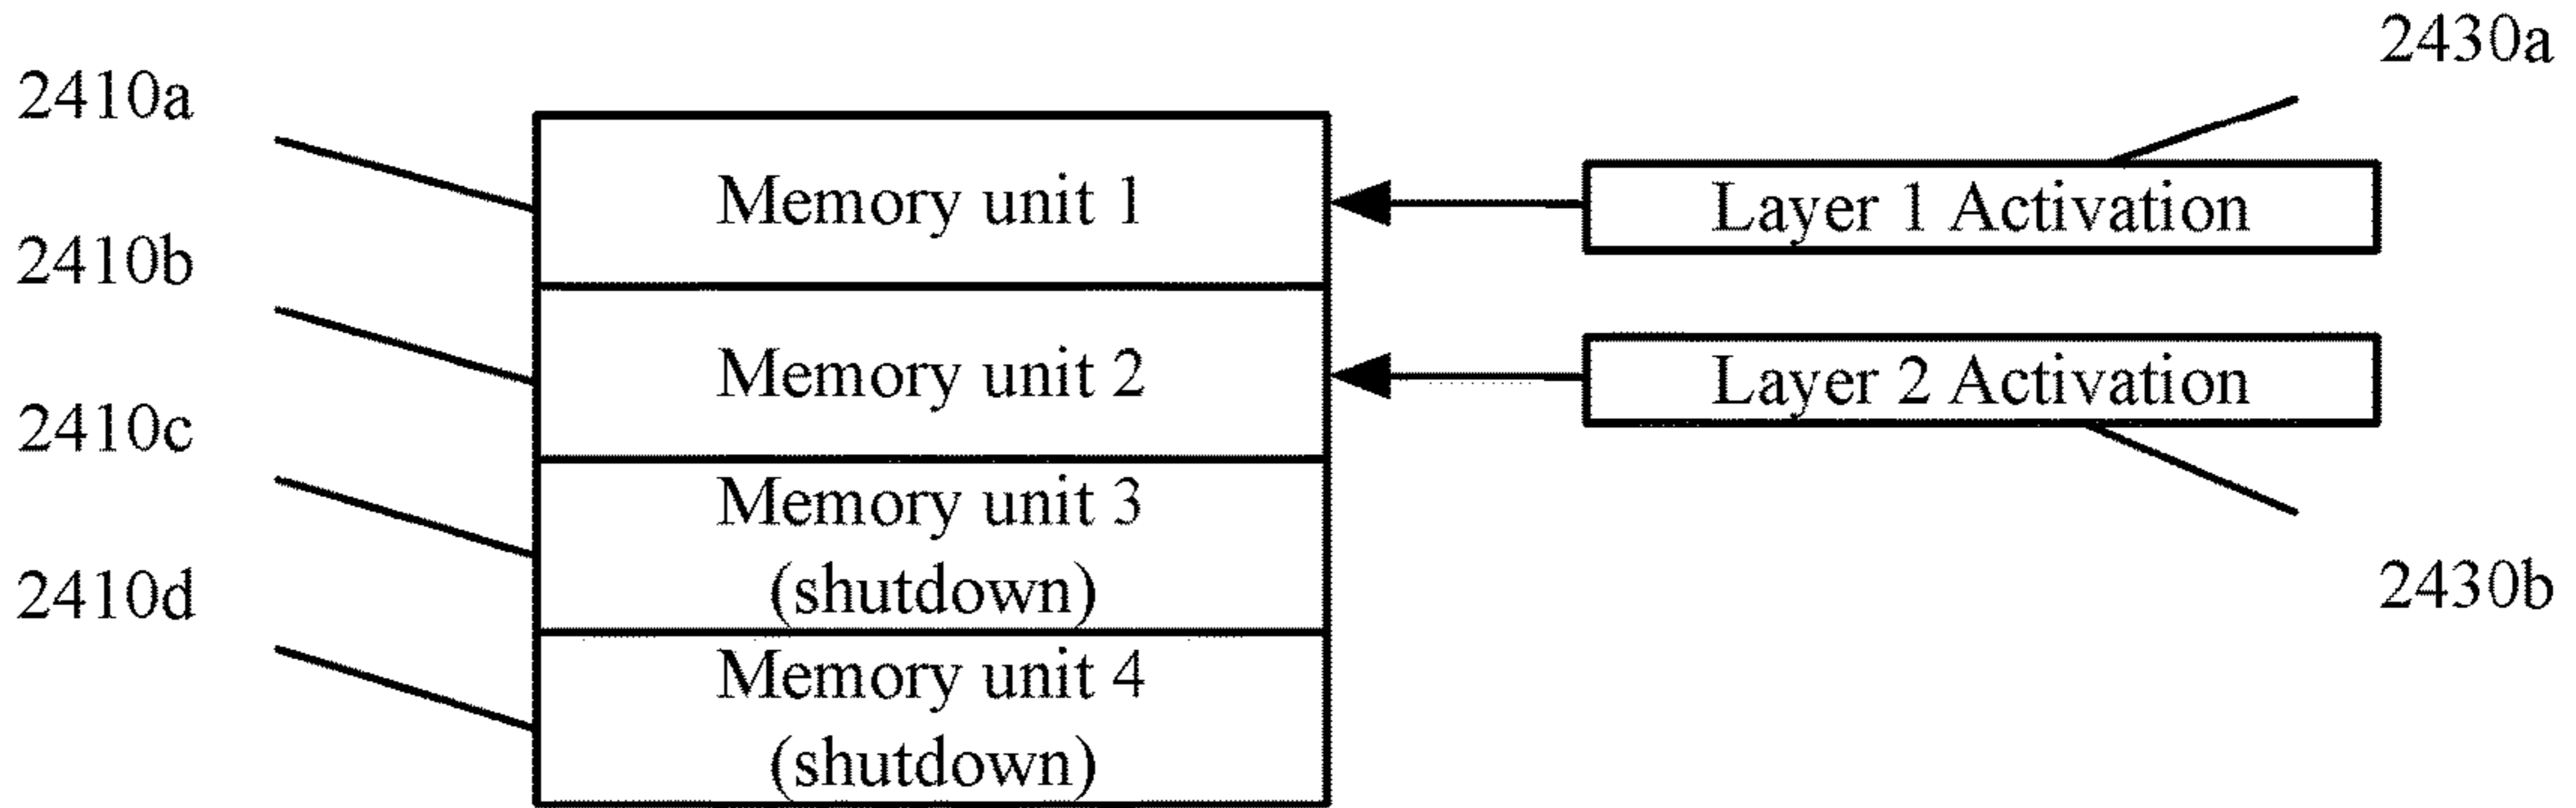 2430a
2410a
Memory unit 1
Layer 1 Activation
2410b
Memory unit 2
Layer 2 Activation
2410c
Memory unit 3
(shutdown)
2410d
2430b
Memory unit 4
(shutdown)